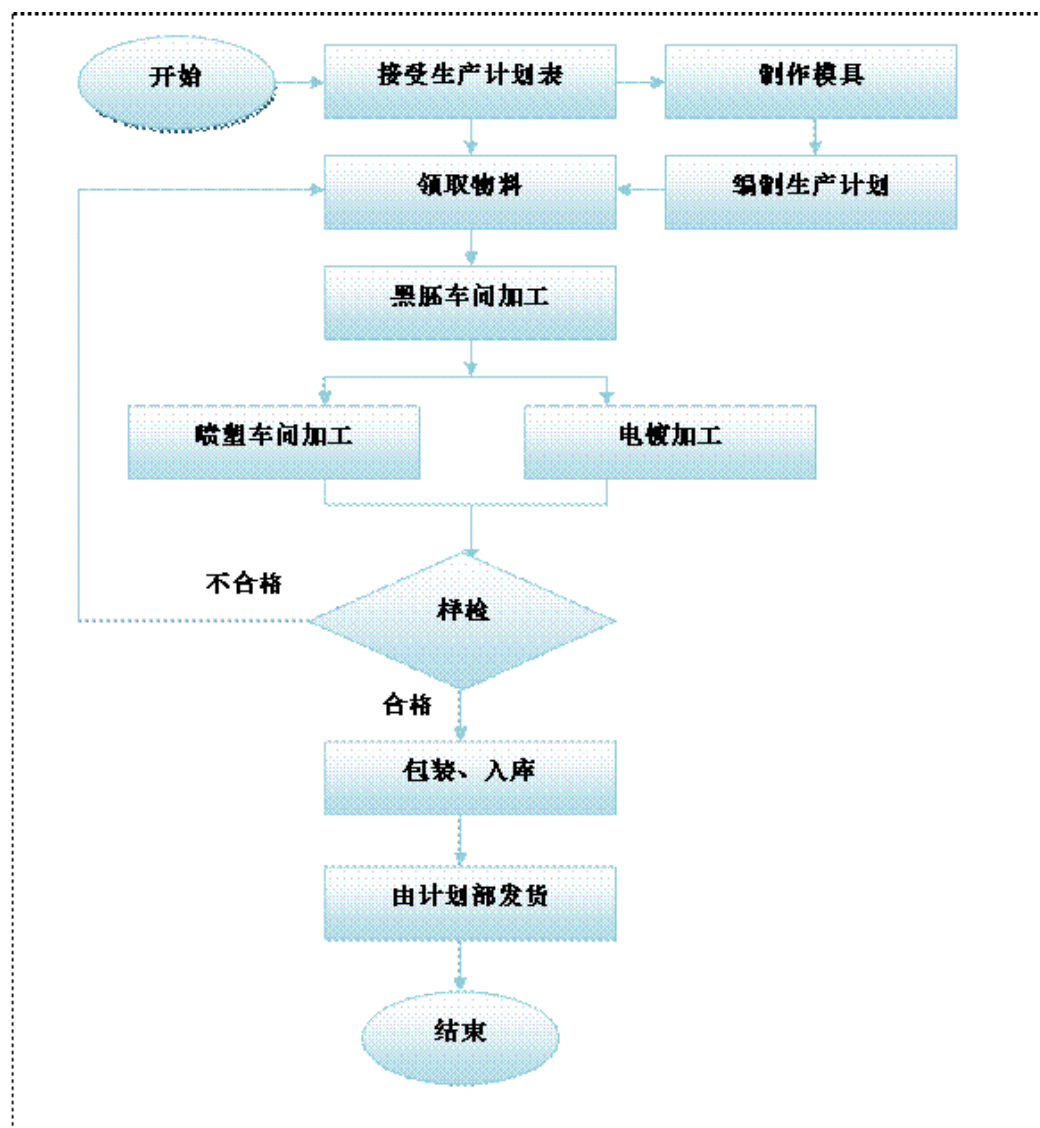 开始
接受生产计划表
制作模具
领取物料
编制生产计划
黑胚车间加工
喷塑车间加工
电镀加工
不合格
样检
合格
包装、入库
由计划部发货
结束